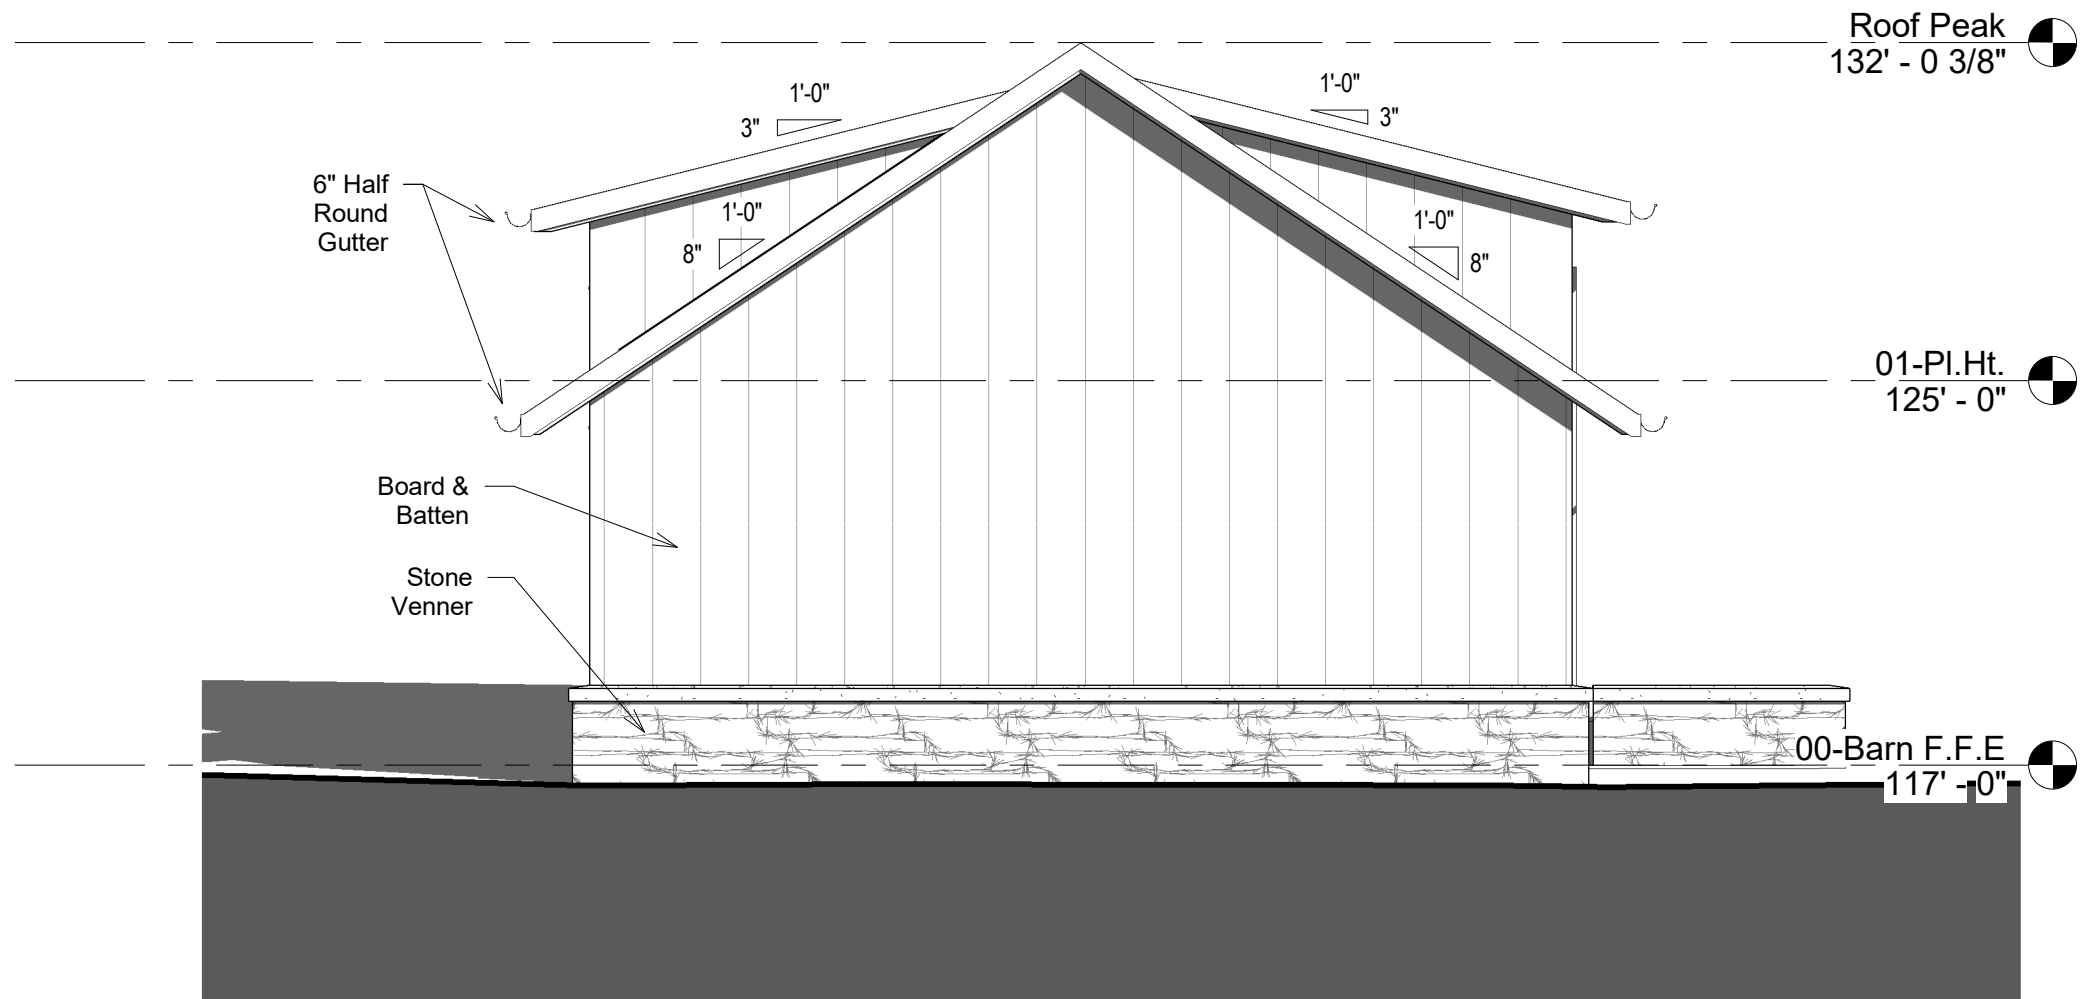 Roof Peak
132' - 0 3/8"
1'-0"
3"
1'-0"
3"
6" Half
Round
Gutter
1'-0"
8"
1'-0"
8"
01-Pl.Ht.
125' - 0"
Board &
Batten
Stone
Venner
00-Barn F.F.E
117' - 0"